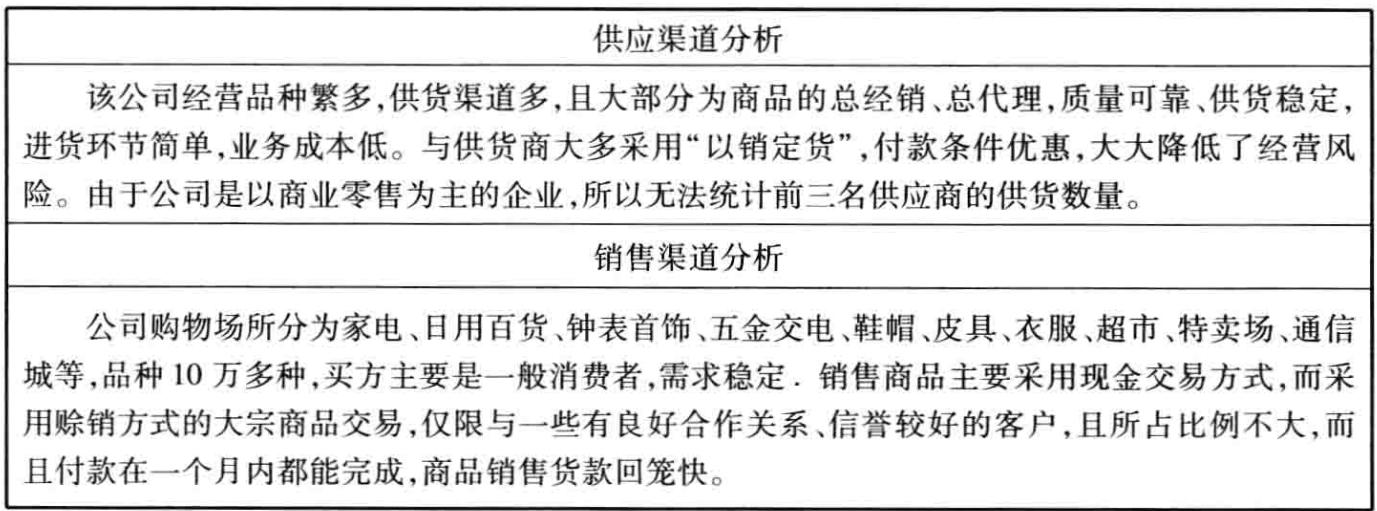 供应渠道分析
该公司经营品种繁多,供货渠道多,且大部分为商品的总经销、总代理,质量可靠、供货稳定,
进货环节简单,业务成本低。与供货商大多采用“以销定货”,付款条件优惠,大大降低了经营风
险。由于公司是以商业零售为主的企业,所以无法统计前三名供应商的供货数量。
销售渠道分析
公司购物场所分为家电、日用百货、钟表首饰、五金交电、鞋帽、皮具、衣服、超市、特卖场、通信
城等,品种 10 万多种,买方主要是一般消费者,需求稳定．销售商品主要采用现金交易方式,而采
用赊销方式的大宗商品交易,仅限与一些有良好合作关系、信誉较好的客户,且所占比例不大,而
且付款在一个月内都能完成,商品销售货款回笼快。